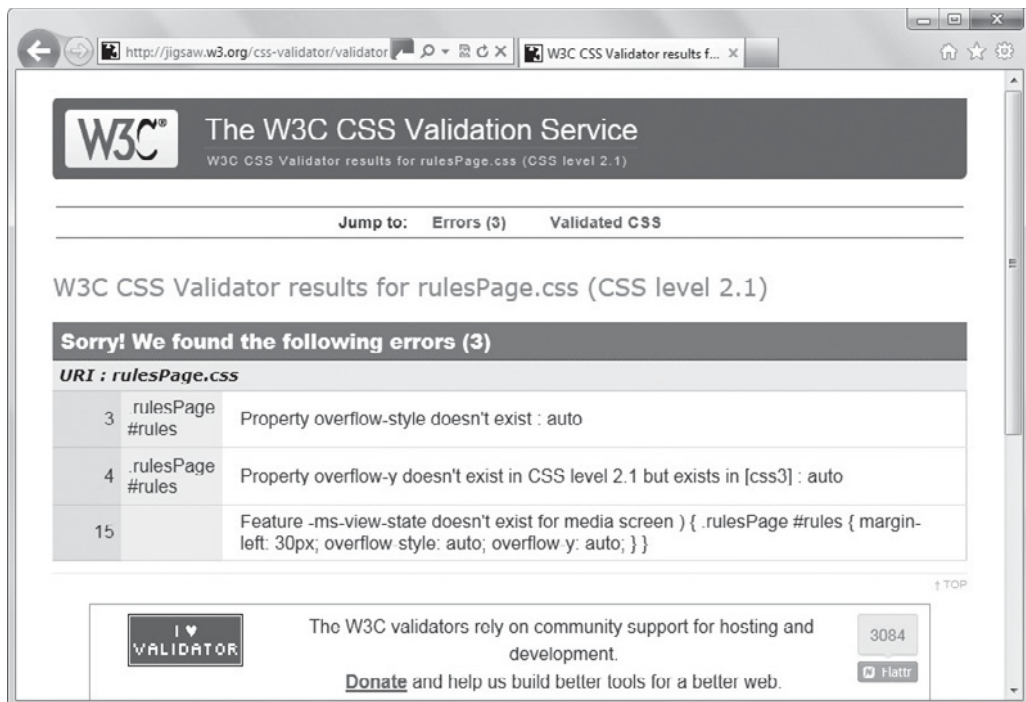 http://jigsaw.w3.org/css-validator/validator
W3C CSS Validator results f...
W3C®
The W3C CSS Validation Service
W3C CSS Validator results for rulesPage.css (CSS level 2.1)
Jump to: Errors (3) Validated CSS
W3C CSS Validator results for rulesPage.css (CSS level 2.1)
Sorry! We found the following errors (3)
URI : rulesPage.css
3 .rulesPage #rules Property overflow-style doesn't exist : auto
4 .rulesPage #rules Property overflow-y doesn't exist in CSS level 2.1 but exists in [css3] : auto
15 Feature -ms-view-state doesn't exist for media screen ) { .rulesPage #rules { margin-
left: 30px; overflow-style: auto; overflow-y: auto; } }
↑ TOP
I ♥
VALIDATOR
The W3C validators rely on community support for hosting and
development.
Donate and help us build better tools for a better web.
3084
Flattr